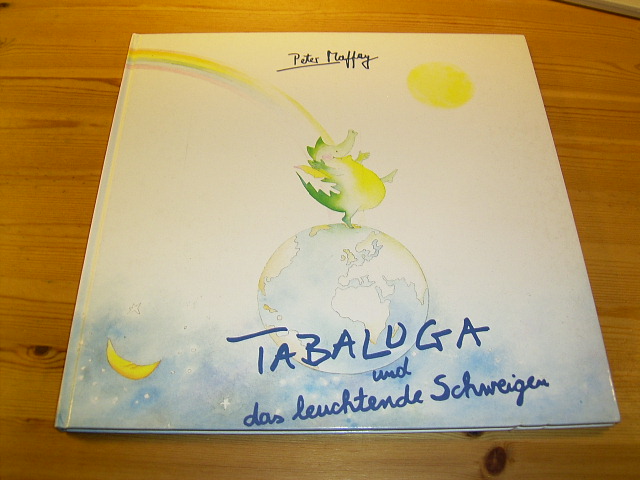 Peter Maffay
TABALUGA
und
das leuchtende Schweigen